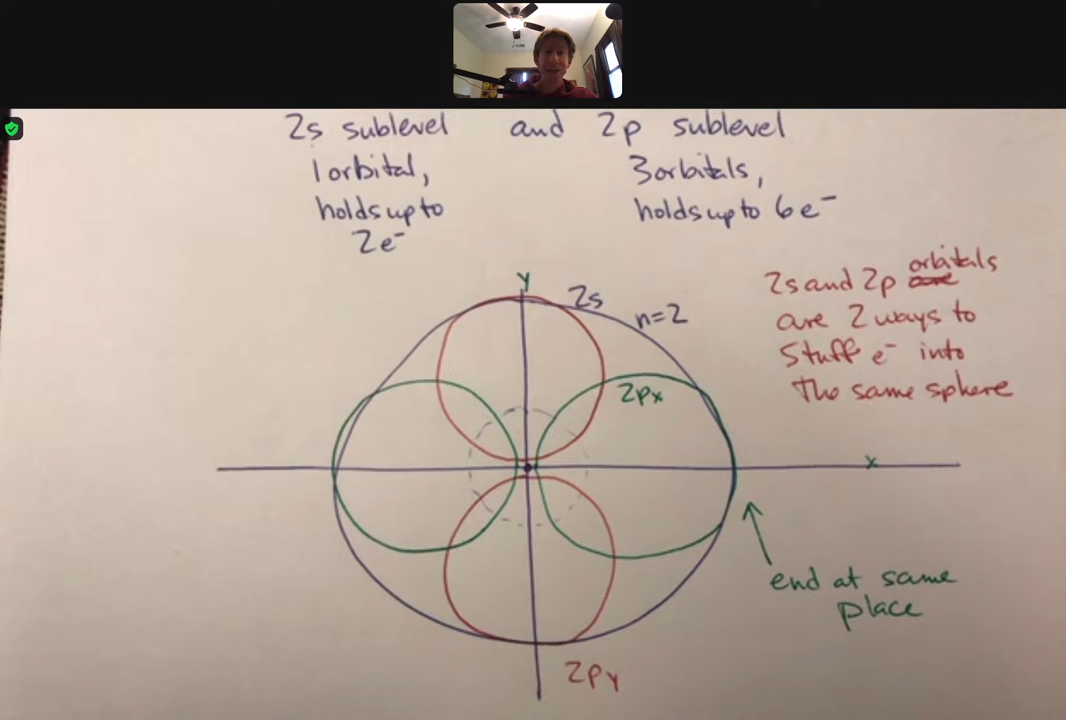 2s sublevel and 2p sublevel
1 orbital,
holds up to
2e⁻
3 orbitals,
holds up to 6e⁻
2s and 2p are orbitals
are 2 ways to
stuff e⁻ into
the same sphere
y
2s
n=2
2px
x
end at same
place
2py